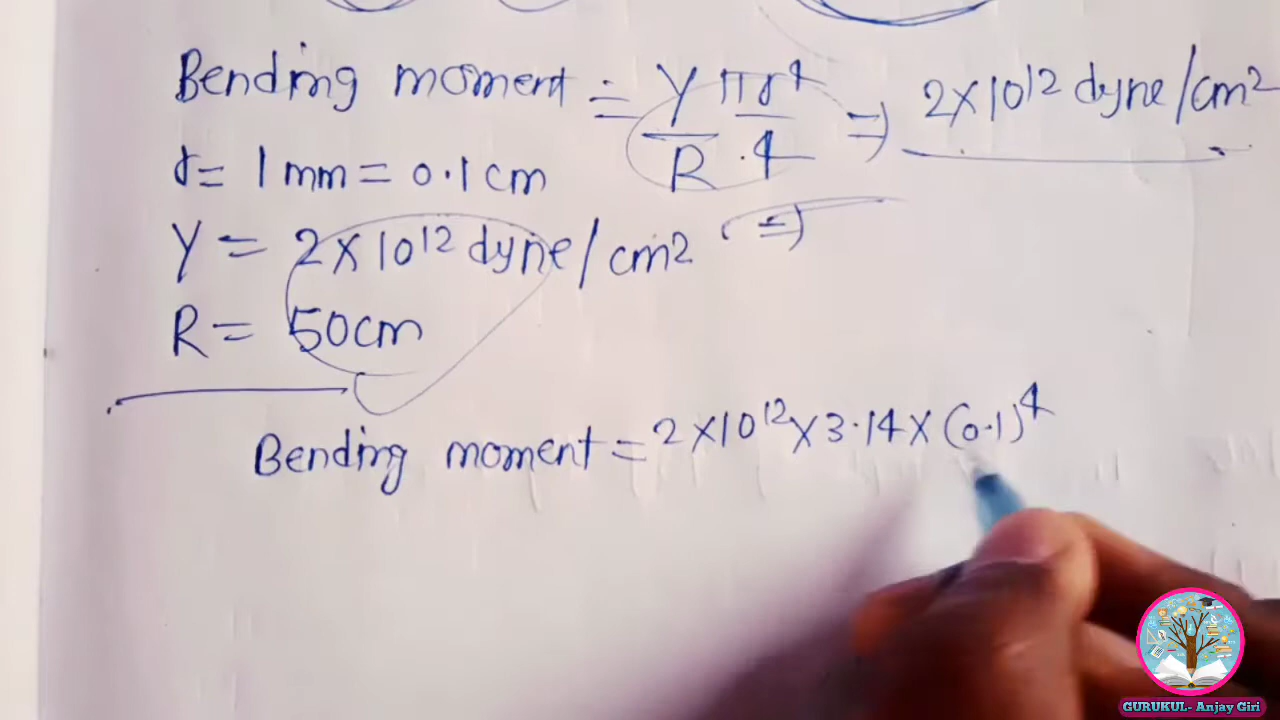 Bending moment = Y/R · πr⁴/4 ⇒ 2×10¹² dyne/cm²
r = 1 mm = 0.1 cm
Y = 2×10¹² dyne/cm² ⇒
R = 50cm
Bending moment = 2×10¹²×3.14×(0.1)⁴
GURUKUL- Anjay Giri